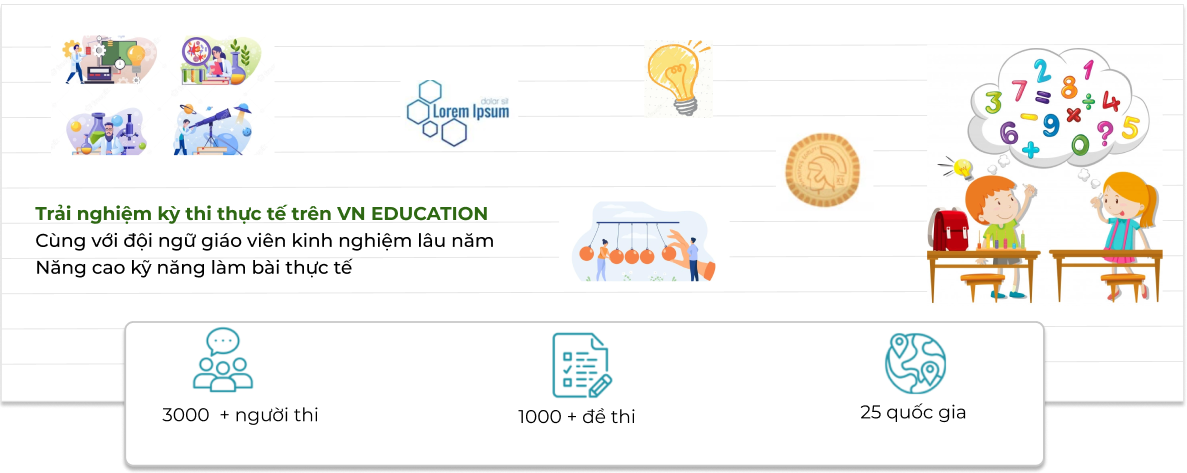 dolor sit
Lorem Ipsum
2 1
3 7 = 8 ÷ 4
- 9 × 5
6 + 0 ?
Trải nghiệm kỳ thi thực tế trên VN EDUCATION
Cùng với đội ngũ giáo viên kinh nghiệm lâu năm
Năng cao kỹ năng làm bài thực tế
3000 + người thi
1000 + đề thi
25 quốc gia